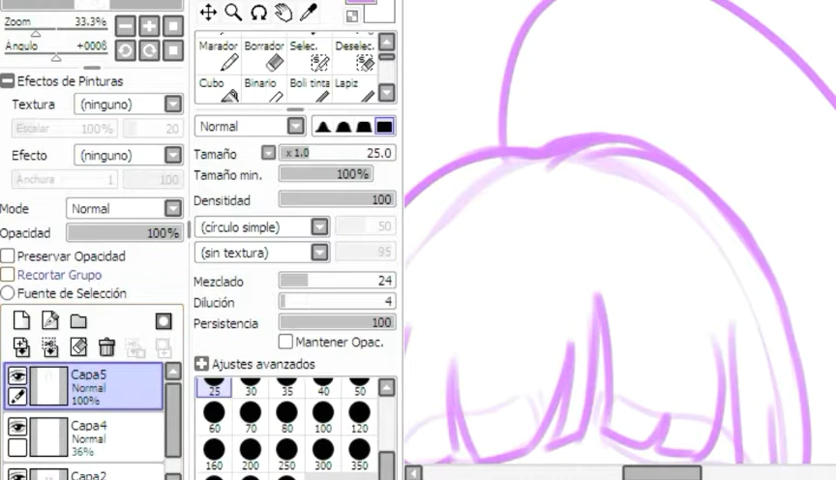 Zoom 33.3%
Ángulo +0008
Efectos de Pinturas
Textura (ninguno)
Escalar 100% 20
Efecto (ninguno)
Anchura 1 100
Mode Normal
Opacidad 100%
Preservar Opacidad
Recortar Grupo
Fuente de Selección
Capa5
Normal
100%
Capa4
Normal
36%
Capa2
Marador Borrador Selec. Deselec.
Cubo Binario Boli tinta Lapiz
Normal
Tamaño x 1.0 25.0
Tamaño min. 100%
Densitidad 100
(círculo simple) 50
(sin textura) 95
Mezclado 24
Dilución 4
Persistencia 100
Mantener Opac.
Ajustes avanzados
25 30 35 40 50
60 70 80 100 120
160 200 250 300 350